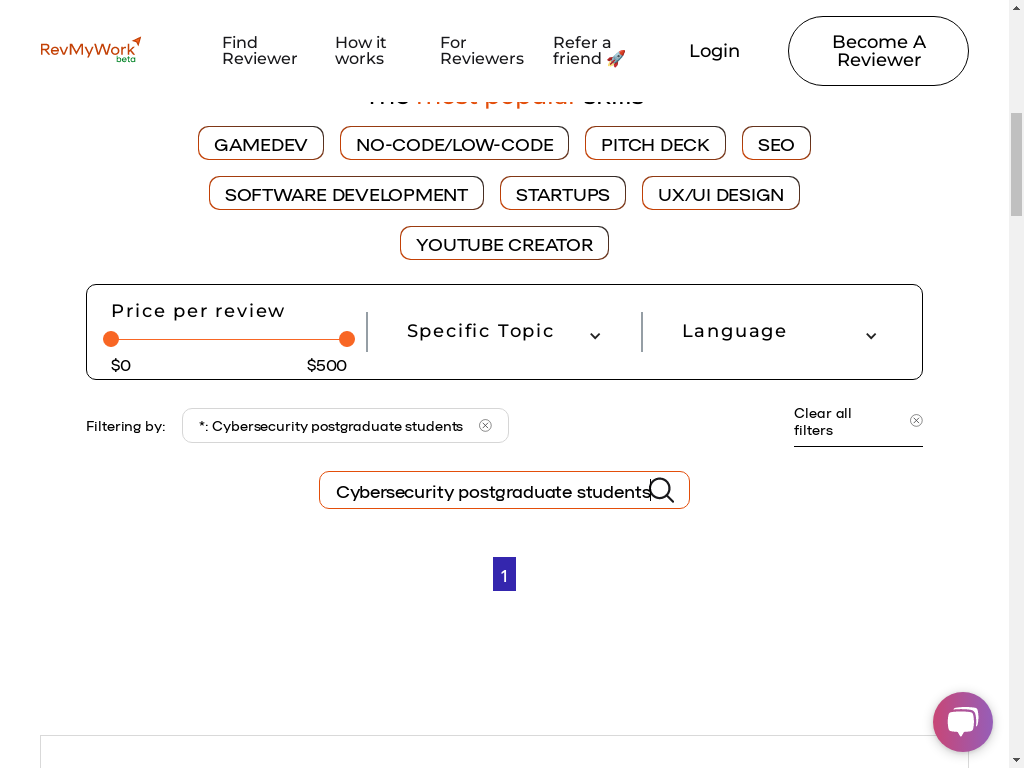 RevMyWork
beta
Find
Reviewer
How it
works
For
Reviewers
Refer a
friend 🚀
Login
Become A
Reviewer
The most popular skills
GAMEDEV
NO-CODE/LOW-CODE
PITCH DECK
SEO
SOFTWARE DEVELOPMENT
STARTUPS
UX/UI DESIGN
YOUTUBE CREATOR
Price per review
$0
$500
Specific Topic
Language
Filtering by:
*: Cybersecurity postgraduate students
Clear all
filters
Cybersecurity postgraduate students
1